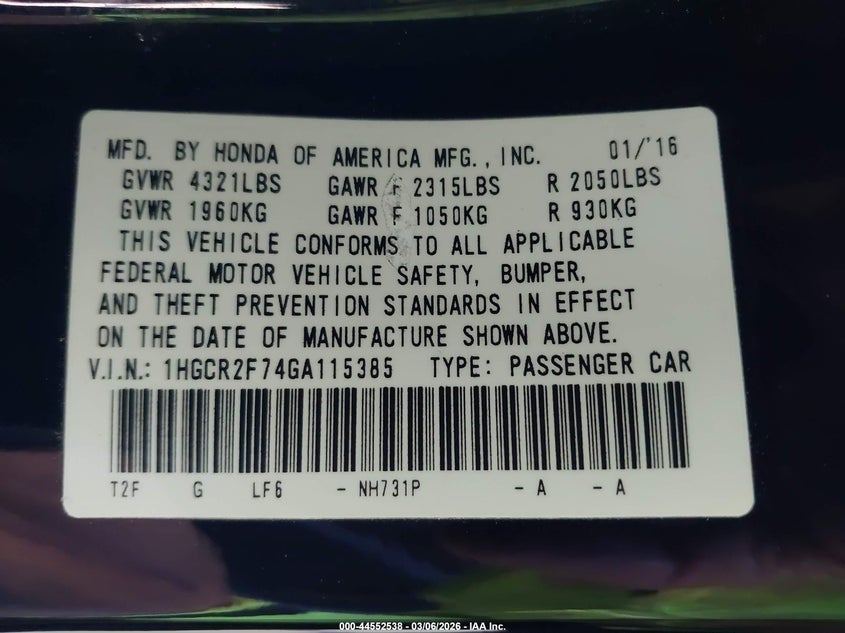 MFD. BY HONDA OF AMERICA MFG., INC. 01/'16
GVWR 4321LBS GAWR F 2315LBS R 2050LBS
GVWR 1960KG GAWR F 1050KG R 930KG
THIS VEHICLE CONFORMS TO ALL APPLICABLE
FEDERAL MOTOR VEHICLE SAFETY, BUMPER,
AND THEFT PREVENTION STANDARDS IN EFFECT
ON THE DATE OF MANUFACTURE SHOWN ABOVE.
V.I.N.: 1HGCR2F74GA115385 TYPE: PASSENGER CAR
T2F G LF6 - NH731P - A - A
000-44552538 - 03/06/2026 - IAA Inc.